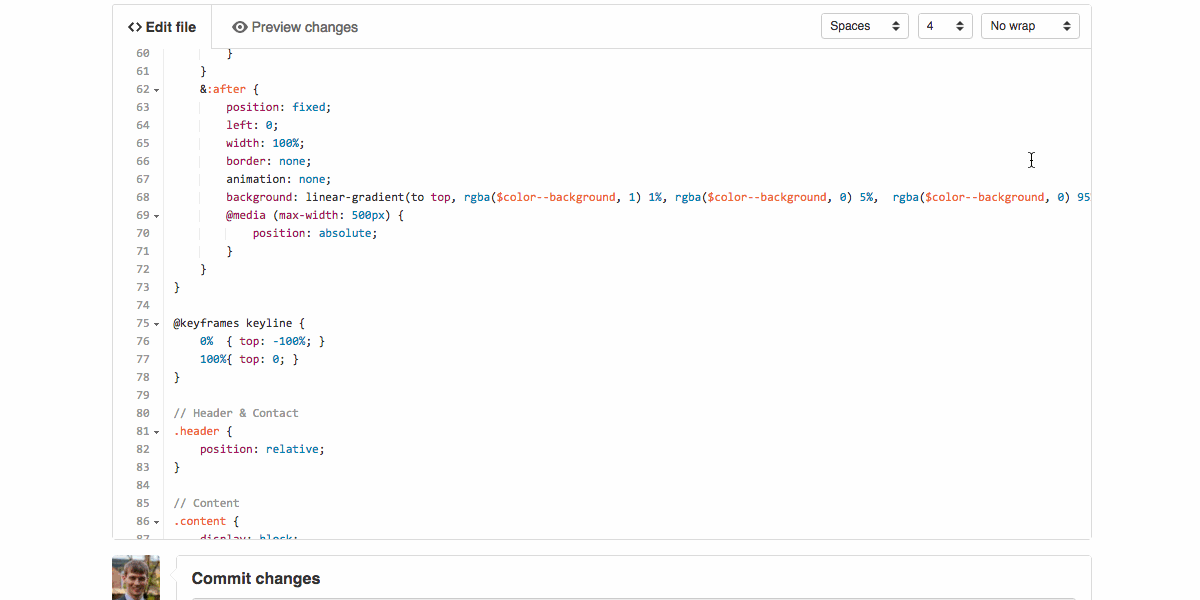 <> Edit file Preview changes Spaces 4 No wrap
60 }
61 }
62 &:after {
63 position: fixed;
64 left: 0;
65 width: 100%;
66 border: none;
67 animation: none;
68 background: linear-gradient(to top, rgba($color--background, 1) 1%, rgba($color--background, 0) 5%, rgba($color--background, 0) 95
69 @media (max-width: 500px) {
70 position: absolute;
71 }
72 }
73 }
74
75 @keyframes keyline {
76 0% { top: -100%; }
77 100%{ top: 0; }
78 }
79
80 // Header & Contact
81 .header {
82 position: relative;
83 }
84
85 // Content
86 .content {
87 display: block;
Commit changes